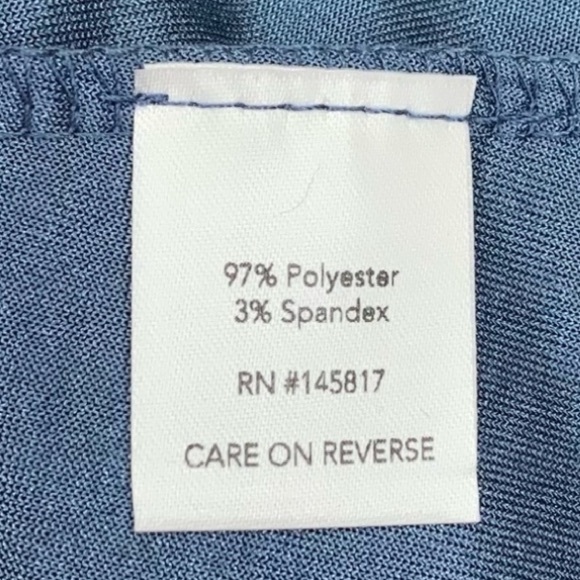 97% Polyester
3% Spandex
RN #145817
CARE ON REVERSE